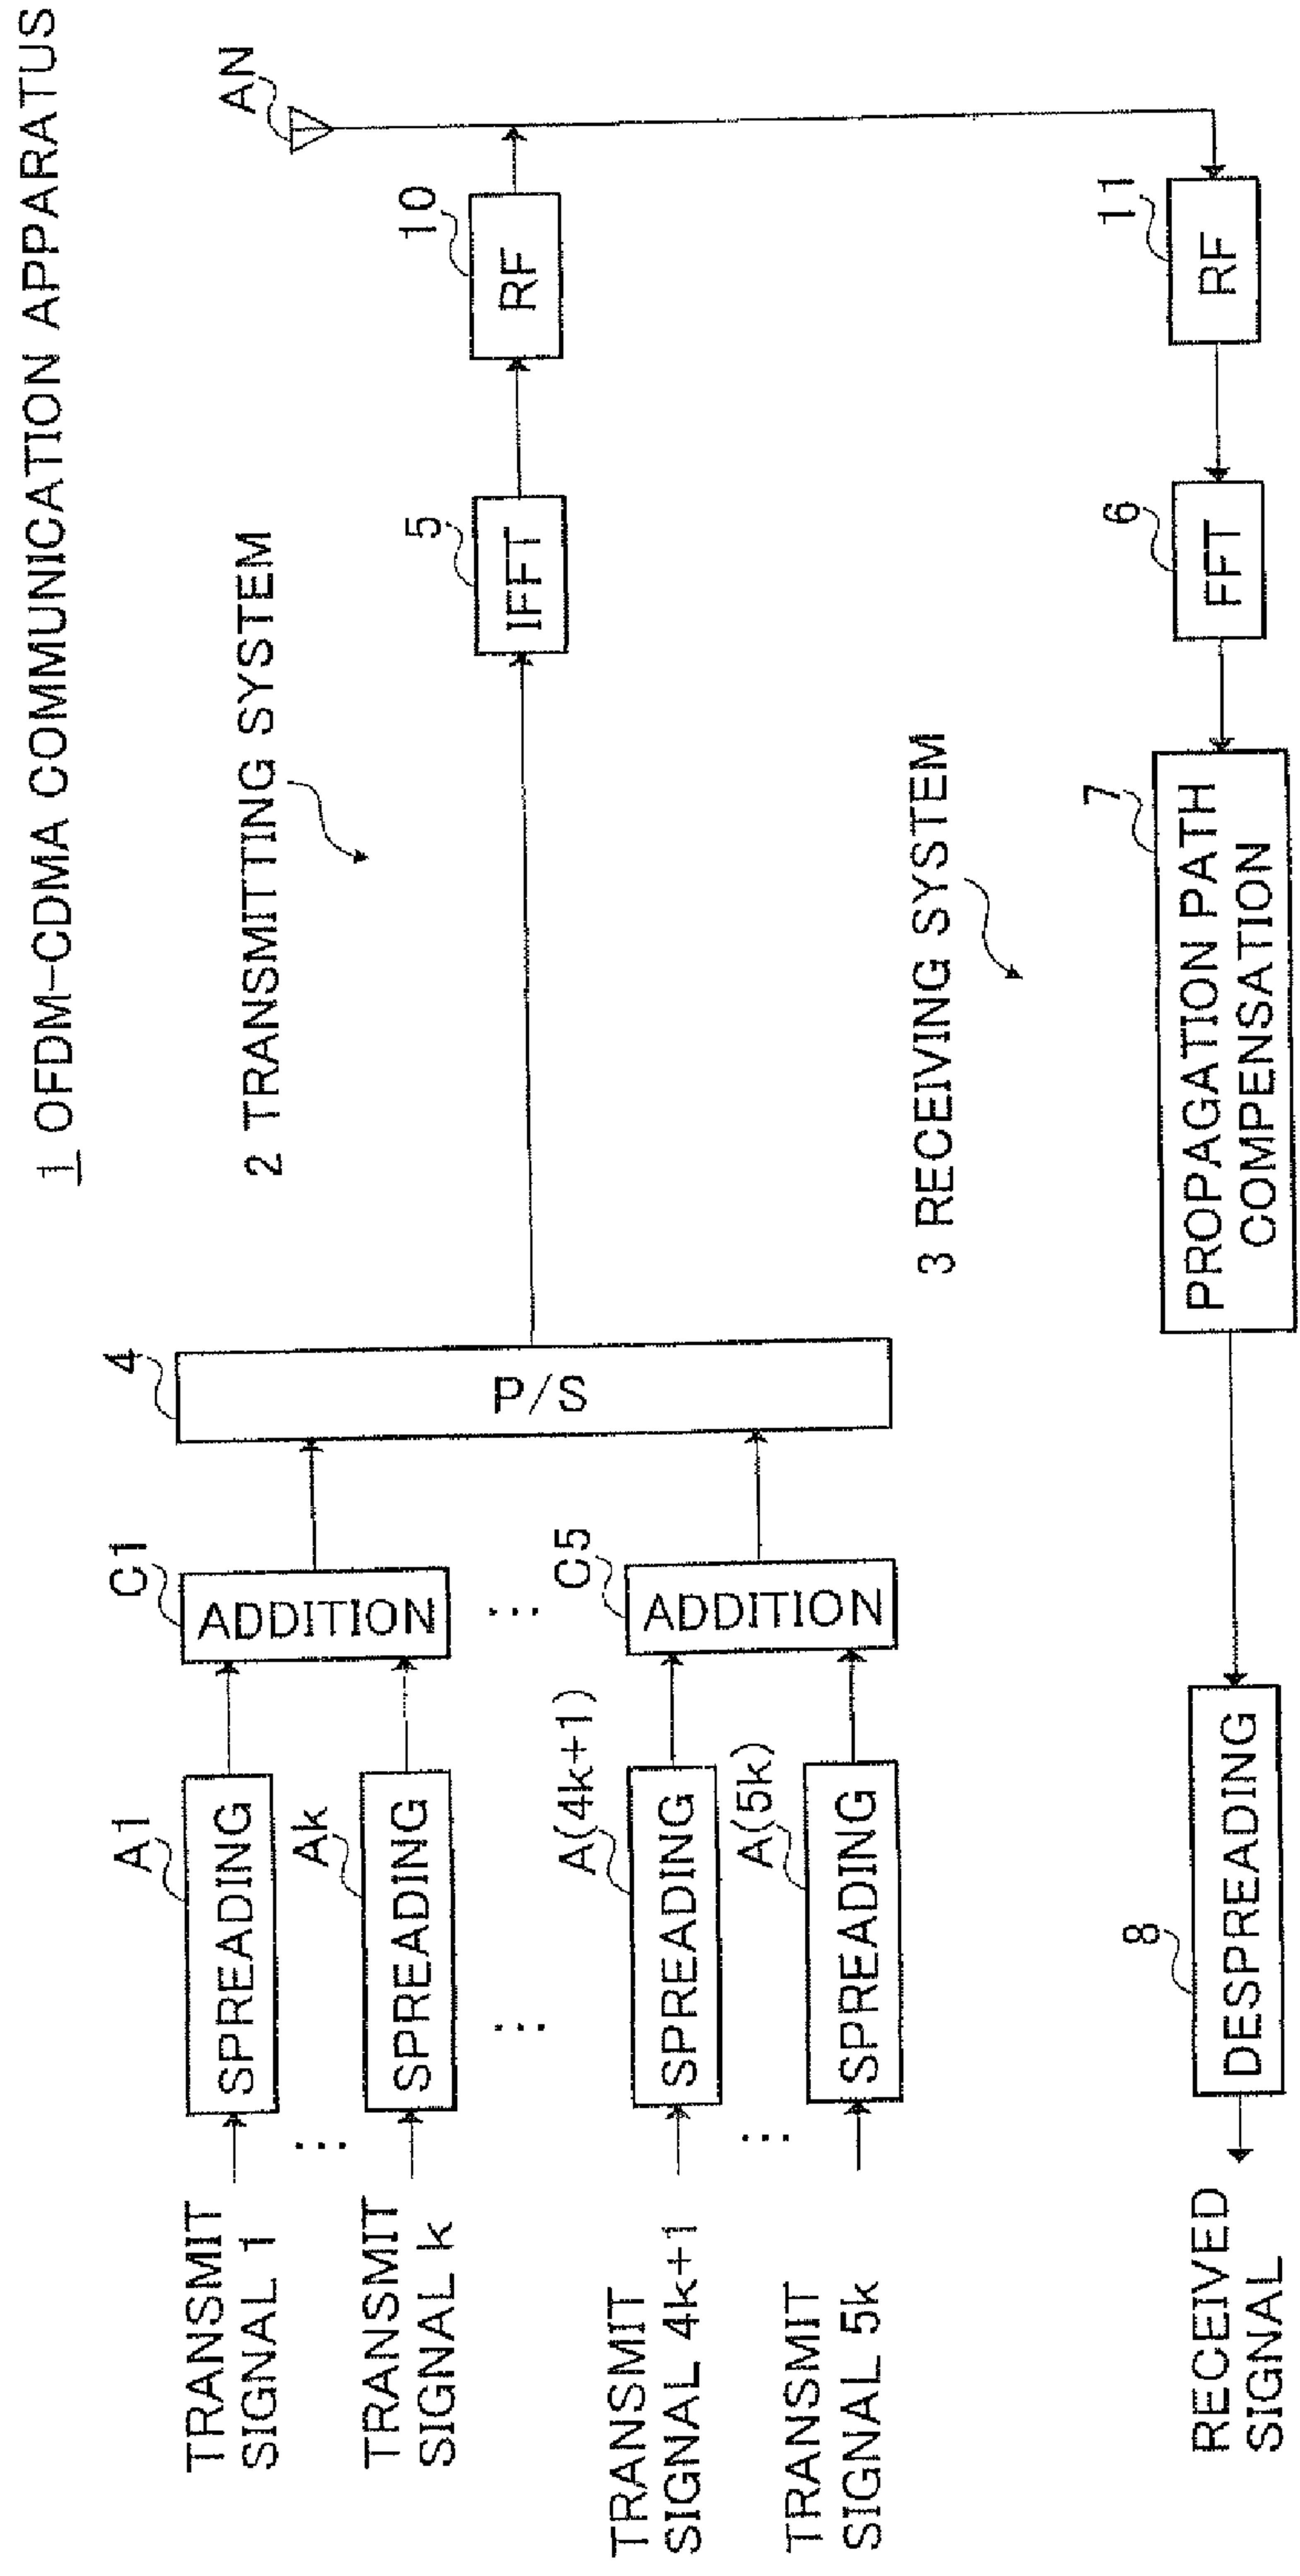 1 OFDM-CDMA COMMUNICATION APPARATUS
AN
2 TRANSMITTING SYSTEM
TRANSMIT
SIGNAL 1
A1
SPREADING
C1
ADDITION
4
P/S
5
IFFT
10
RF
...
TRANSMIT
SIGNAL k
Ak
SPREADING
...
...
TRANSMIT
SIGNAL 4k+1
A(4k+1)
SPREADING
C5
ADDITION
...
TRANSMIT
SIGNAL 5k
A(5k)
SPREADING
3 RECEIVING SYSTEM
RECEIVED
SIGNAL
8
DESPREADING
7
PROPAGATION PATH
COMPENSATION
6
FFT
11
RF